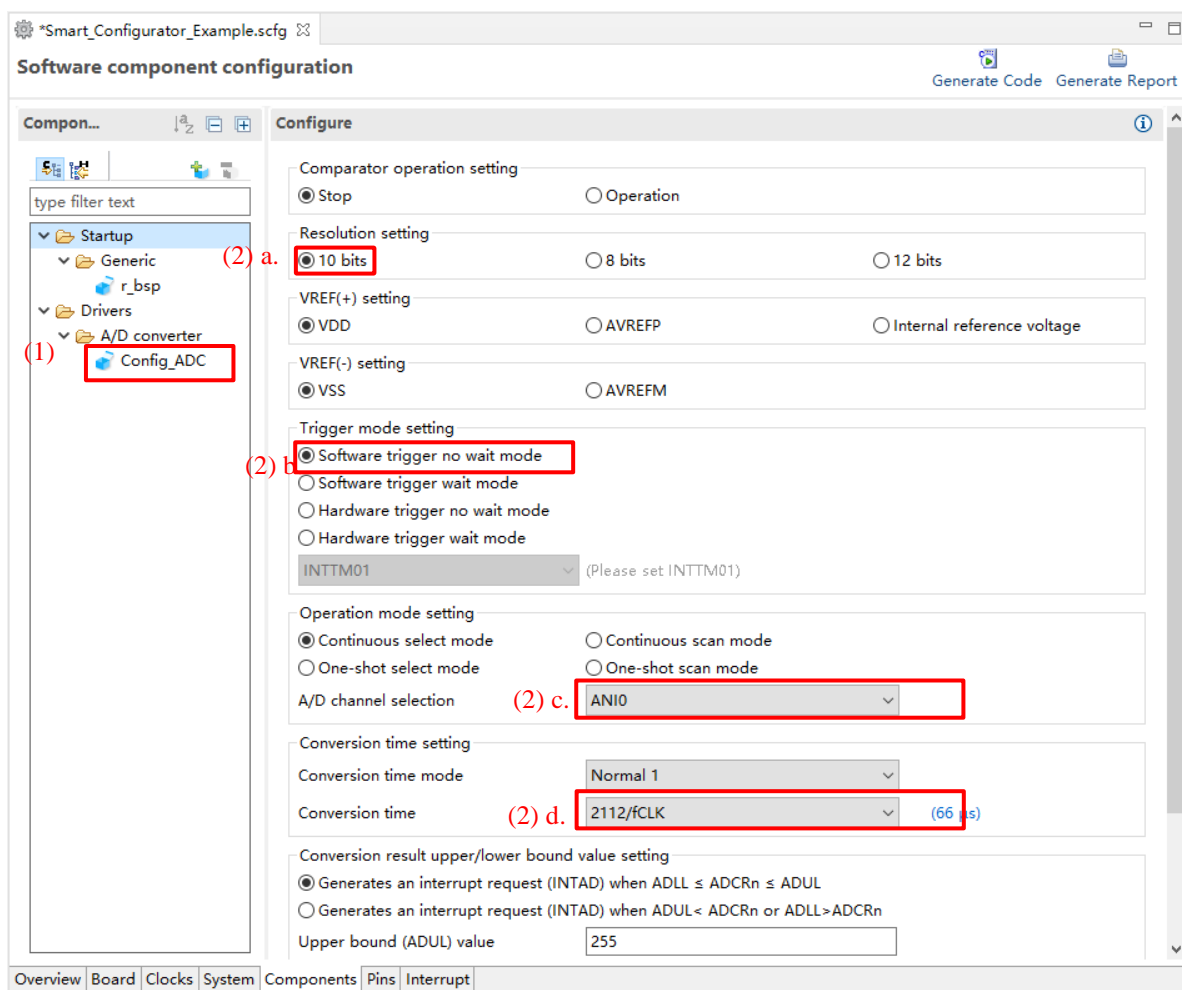 *Smart_Configurator_Example.scfg
Software component configuration
Generate Code Generate Report
Compon...
Configure
type filter text
Startup
Generic
r_bsp
Drivers
A/D converter
(1)
Config_ADC
Comparator operation setting
Stop Operation
Resolution setting
(2) a.
10 bits 8 bits 12 bits
VREF(+) setting
VDD AVREFP Internal reference voltage
VREF(-) setting
VSS AVREFM
Trigger mode setting
(2) b
Software trigger no wait mode
Software trigger wait mode
Hardware trigger no wait mode
Hardware trigger wait mode
INTTM01 (Please set INTTM01)
Operation mode setting
Continuous select mode Continuous scan mode
One-shot select mode One-shot scan mode
A/D channel selection (2) c. ANI0
Conversion time setting
Conversion time mode Normal 1
Conversion time (2) d. 2112/fCLK (66 μs)
Conversion result upper/lower bound value setting
Generates an interrupt request (INTAD) when ADLL ≤ ADCRn ≤ ADUL
Generates an interrupt request (INTAD) when ADUL< ADCRn or ADLL>ADCRn
Upper bound (ADUL) value 255
Overview Board Clocks System Components Pins Interrupt